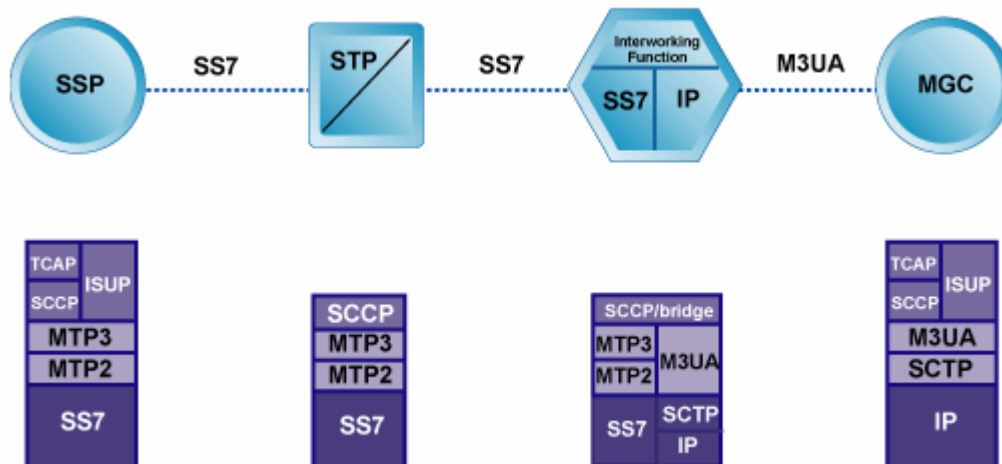 SSP
SS7
STP
SS7
Interworking
Function
SS7
IP
M3UA
MGC
TCAP
SCCP
ISUP
MTP3
MTP2
SS7
SCCP
MTP3
MTP2
SS7
SCCP/bridge
MTP3
MTP2
M3UA
SS7
SCTP
IP
TCAP
SCCP
ISUP
M3UA
SCTP
IP